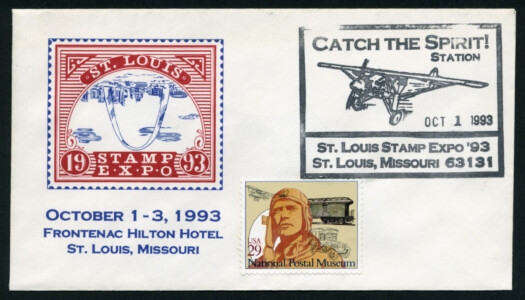 ST. LOUIS
19 STAMP 93
E·X·P·O
OCTOBER 1-3, 1993
FRONTENAC HILTON HOTEL
ST. LOUIS, MISSOURI
CATCH THE SPIRIT!
STATION
OCT 1 1993
ST. LOUIS STAMP EXPO '93
ST. LOUIS, MISSOURI 63131
USA
29
National Postal Museum